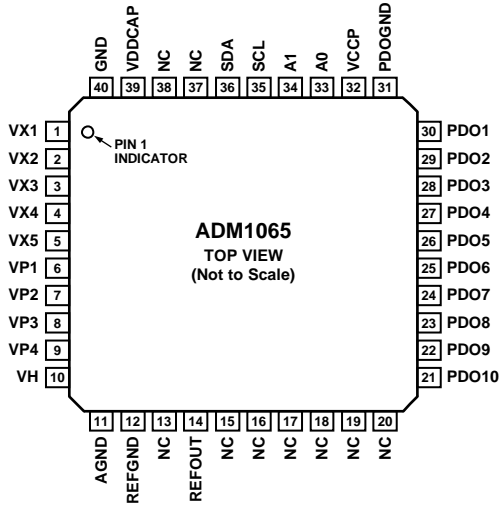 GND
VDDCAP
NC
NC
SDA
SCL
A1
A0
VCCP
PDOGND
40
39
38
37
36
35
34
33
32
31
VX1 1
VX2 2
VX3 3
VX4 4
VX5 5
VP1 6
VP2 7
VP3 8
VP4 9
VH 10
PIN 1
INDICATOR
ADM1065
TOP VIEW
(Not to Scale)
30 PDO1
29 PDO2
28 PDO3
27 PDO4
26 PDO5
25 PDO6
24 PDO7
23 PDO8
22 PDO9
21 PDO10
11
12
13
14
15
16
17
18
19
20
AGND
REFGND
NC
REFOUT
NC
NC
NC
NC
NC
NC